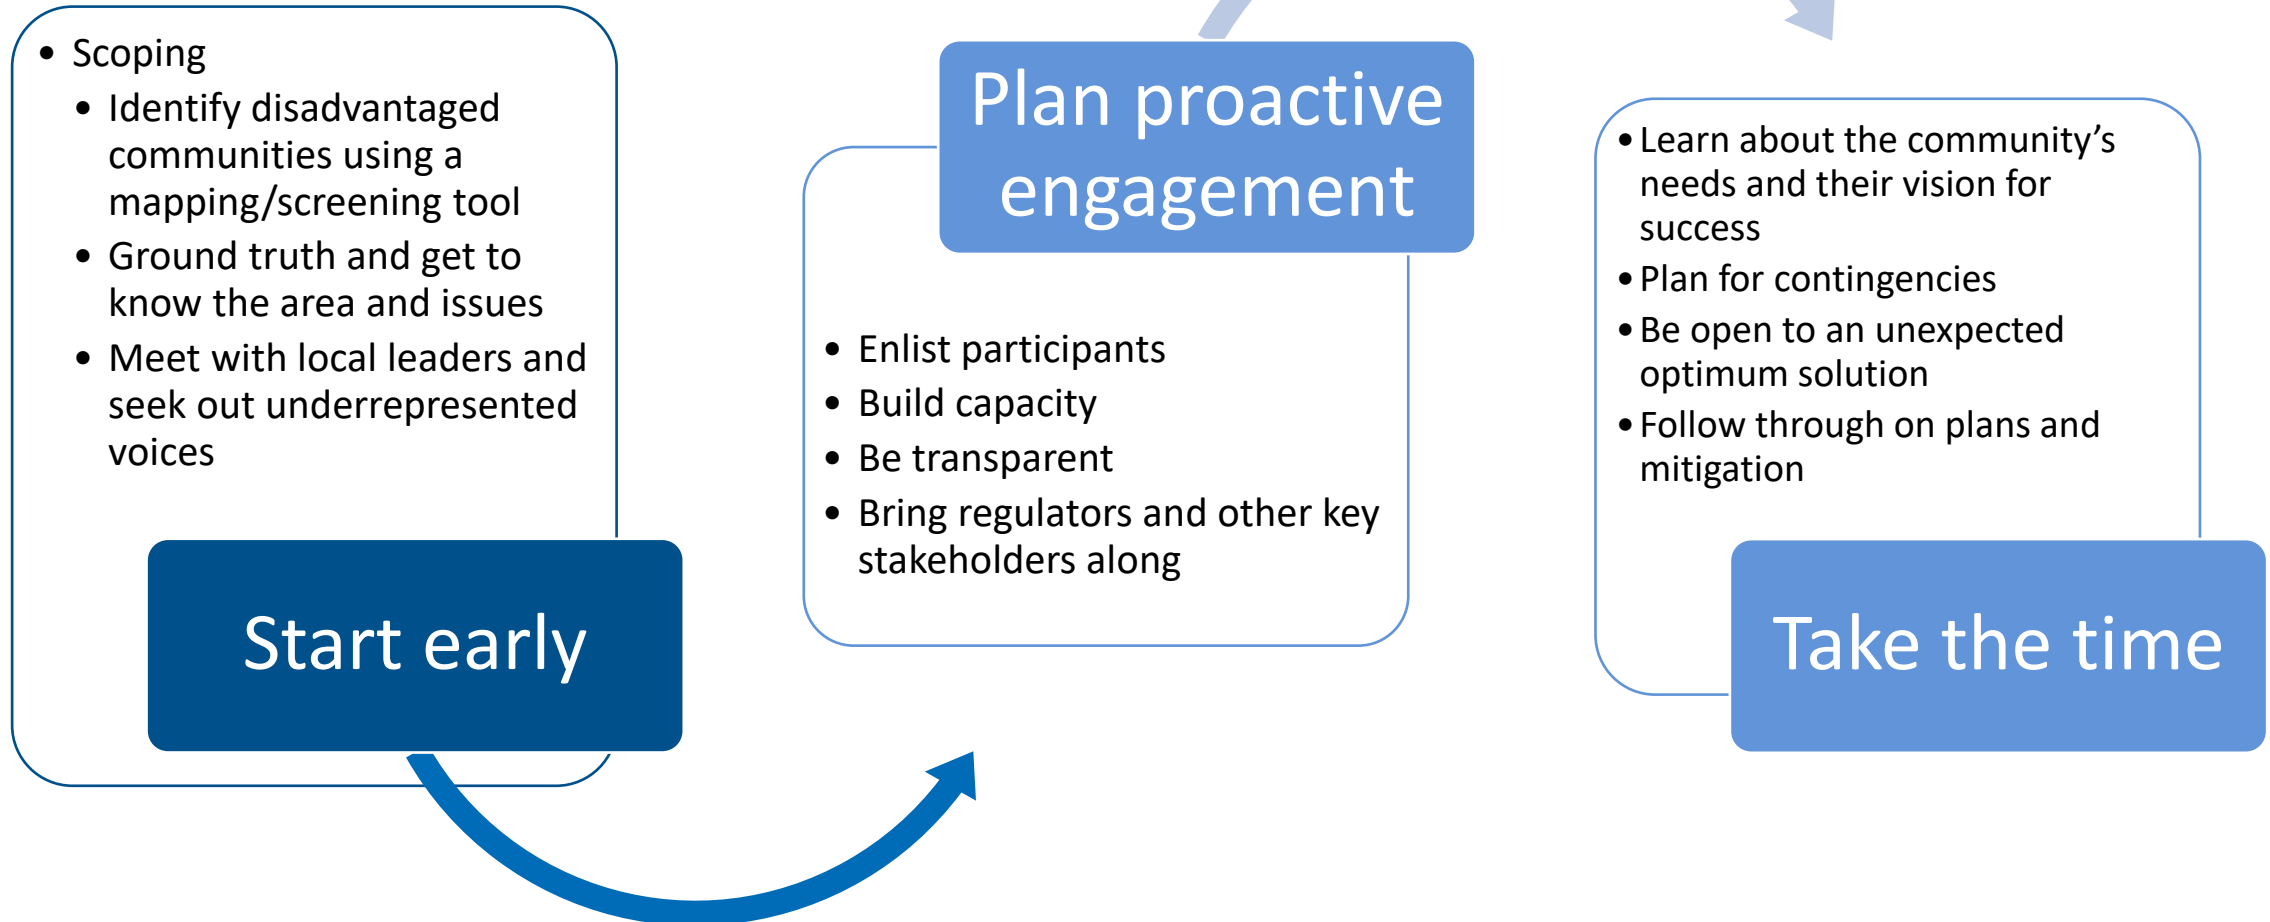 • Scoping
• Identify disadvantaged
communities using a
mapping/screening tool
• Ground truth and get to
know the area and issues
• Meet with local leaders and
seek out underrepresented
voices
Start early
Plan proactive
engagement
• Enlist participants
• Build capacity
• Be transparent
• Bring regulators and other key
stakeholders along
• Learn about the community’s
needs and their vision for
success
• Plan for contingencies
• Be open to an unexpected
optimum solution
• Follow through on plans and
mitigation
Take the time